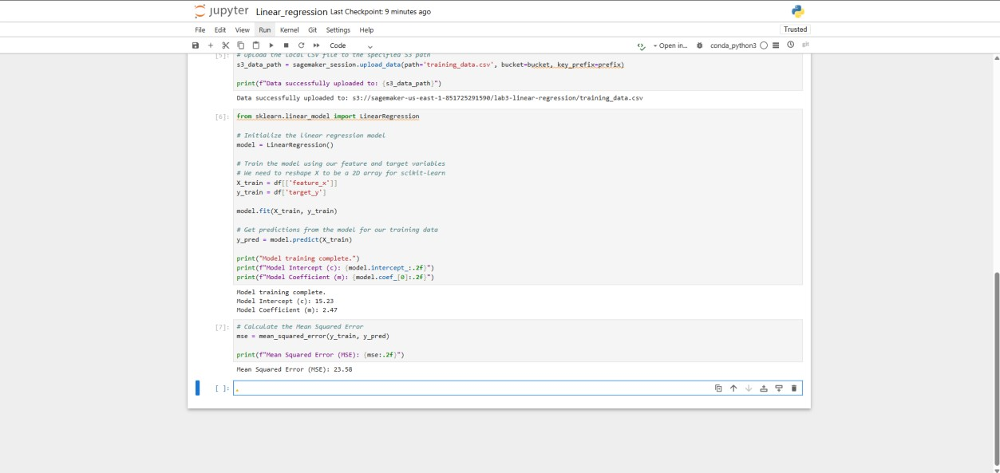 jupyter Linear_regression Last Checkpoint: 9 minutes ago
File Edit View Run Kernel Git Settings Help
Trusted
Code
Open in... conda_python3
[5]: # Upload the local CSV file to the specified S3 path
s3_data_path = sagemaker_session.upload_data(path='training_data.csv', bucket=bucket, key_prefix=prefix)
print(f"Data successfully uploaded to: {s3_data_path}")
Data successfully uploaded to: s3://sagemaker-us-east-1-851725291590/lab3-linear-regression/training_data.csv
[6]: from sklearn.linear_model import LinearRegression
# Initialize the linear regression model
model = LinearRegression()
# Train the model using our feature and target variables
# We need to reshape X to be a 2D array for scikit-learn
X_train = df[['feature_x']]
y_train = df['target_y']
model.fit(X_train, y_train)
# Get predictions from the model for our training data
y_pred = model.predict(X_train)
print("Model training complete.")
print(f"Model Intercept (c): {model.intercept_:.2f}")
print(f"Model Coefficient (m): {model.coef_[0]:.2f}")
Model training complete.
Model Intercept (c): 15.23
Model Coefficient (m): 2.47
[7]: # Calculate the Mean Squared Error
mse = mean_squared_error(y_train, y_pred)
print(f"Mean Squared Error (MSE): {mse:.2f}")
Mean Squared Error (MSE): 23.58
[ ]: